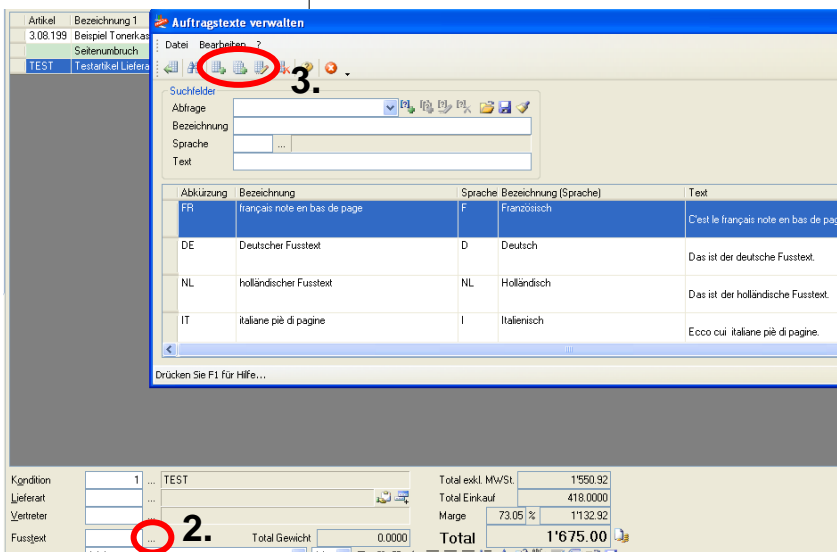 Artikel Bezeichnung 1
3.08.199 Beispiel Tonerkas
Seitenumbruch
TEST Testartikel Liefera
Auftragstexte verwalten
Datei Bearbeiten ?
3.
Suchfelder
Abfrage
Bezeichnung
Sprache ...
Text
Abkürzung Bezeichnung Sprache Bezeichnung (Sprache) Text
FR français note en bas de page F Französisch C'est le français note en bas de pag
DE Deutscher Fusstext D Deutsch Das ist der deutsche Fusstext.
NL holländischer Fusstext NL Holländisch Das ist der holländische Fusstext.
IT italiane piè di pagine I Italienisch Ecco cui italiane piè di pagine.
Drücken Sie F1 für Hilfe...
Kondition 1 ... TEST Total exkl. MWSt. 1'550.92
Lieferart ... Total Einkauf 418.0000
Vertreter ... Marge 73.05 % 1'132.92
Fusstext ... 2. Total Gewicht 0.0000 Total 1'675.00